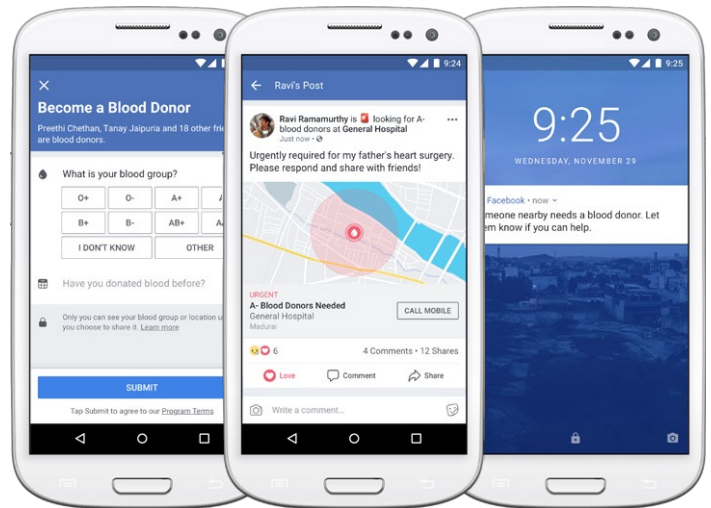 Become a Blood Donor
Preethi Chethan, Tanay Jaipuria and 18 other
are blood donors.
What is your blood group?
O+ O- A+
B+ B- AB+
I DON'T KNOW OTHER
Have you donated blood before?
Only you can see your blood group or location
you choose to share it. Learn more
SUBMIT
Tap Submit to agree to our Program Terms
9:24
Ravi's Post
Ravi Ramamurthy is looking for A-
blood donors at General Hospital
Just now
Urgently required for my father's heart surgery.
Please respond and share with friends!
URGENT
A- Blood Donors Needed
General Hospital
Madurai
CALL MOBILE
6 4 Comments • 12 Shares
Love Comment Share
Write a comment...
9:25
9:25
WEDNESDAY, NOVEMBER 29
Facebook • now
meone nearby needs a blood donor. Let
em know if you can help.